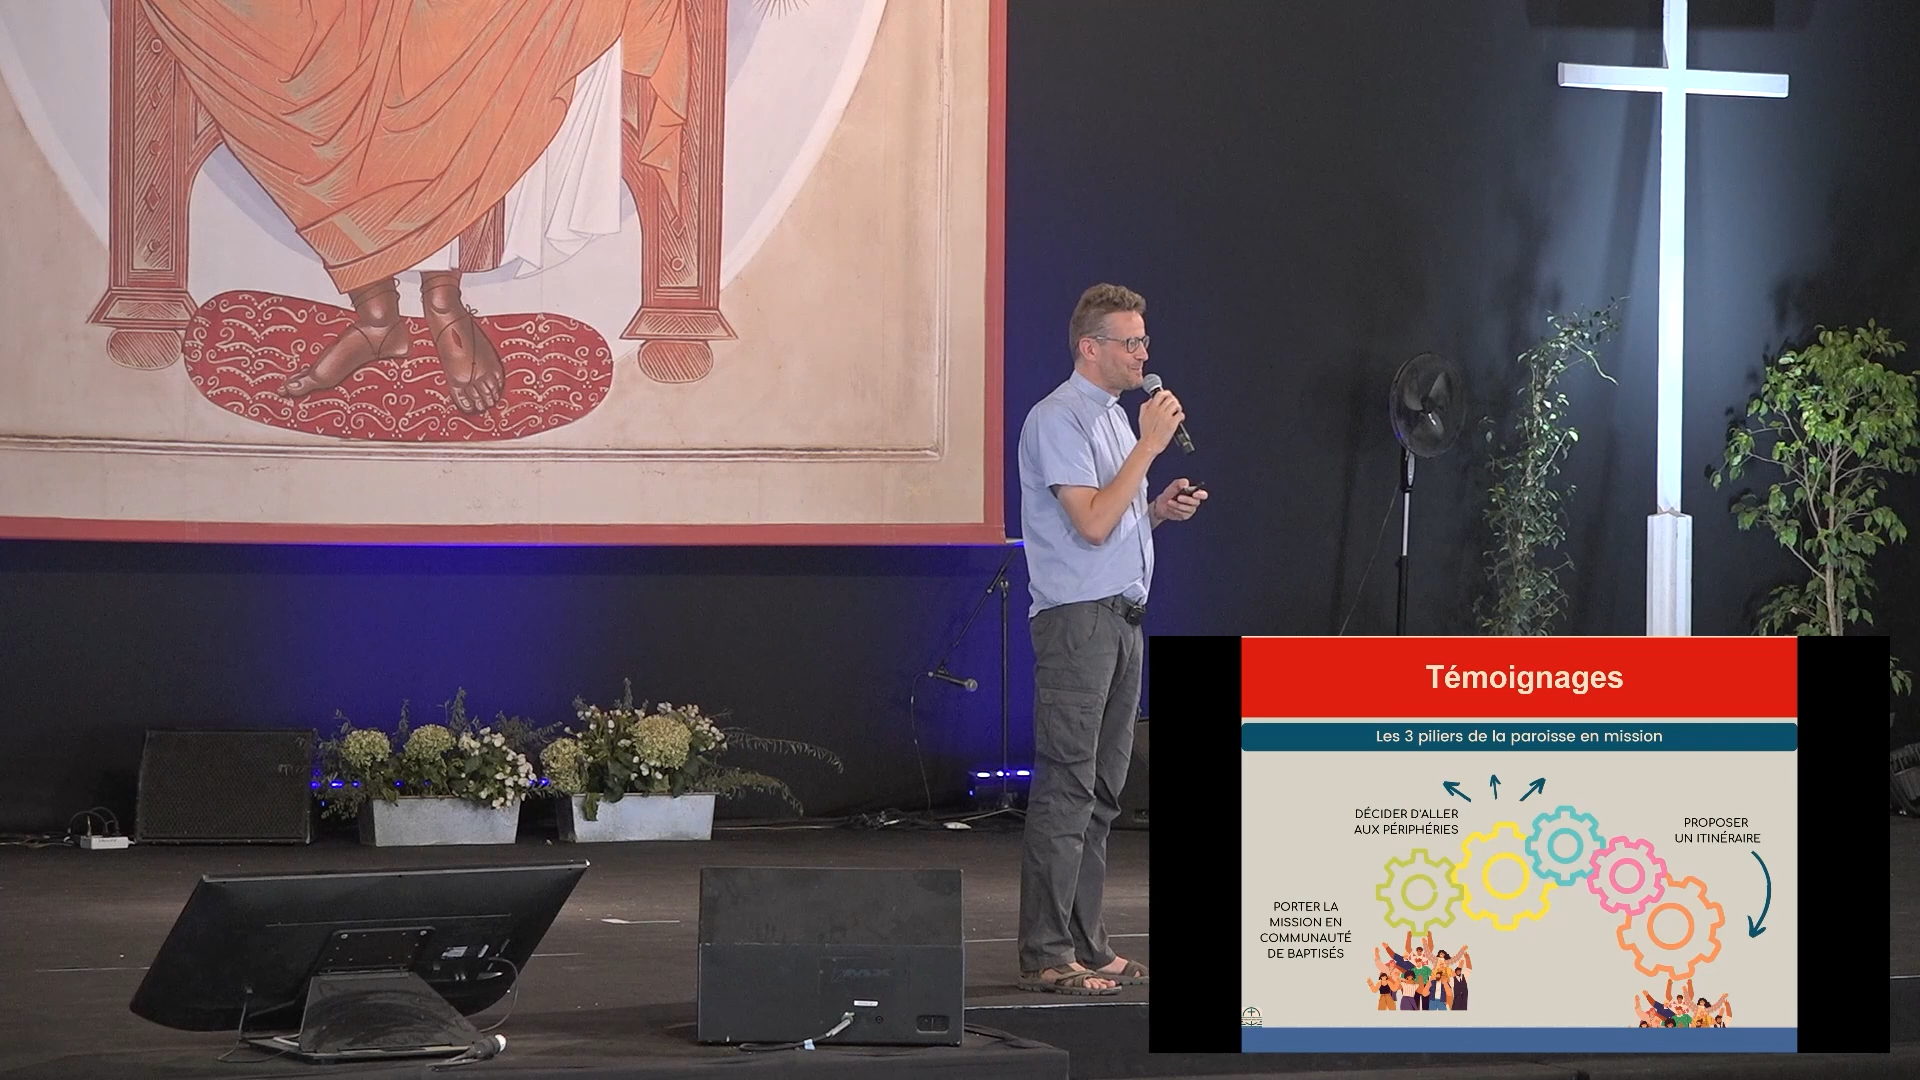 Témoignages
Les 3 piliers de la paroisse en mission
DÉCIDER D'ALLER
AUX PÉRIPHÉRIES
PROPOSER
UN ITINÉRAIRE
PORTER LA
MISSION EN
COMMUNAUTÉ
DE BAPTISÉS